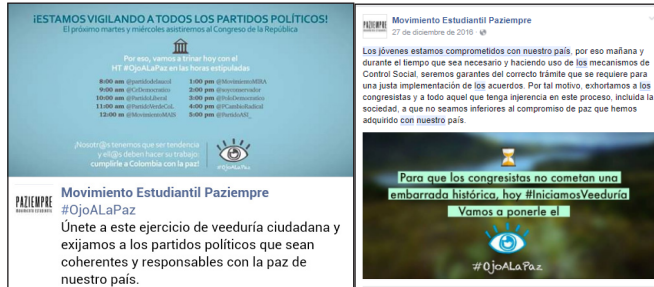 ¡ESTAMOS VIGILANDO A TODOS LOS PARTIDOS POLÍTICOS!
El próximo martes y miércoles asistiremos al Congreso de la República
Por eso, vamos a trinar hoy con el
HT #OjoALaPaz en las horas estipuladas
8:00 am @partidodelaucol
9:00 am @CeDemocratico
10:00 am @PartidoLiberal
11:00 am @PartidoVerdeCoL
12:00 m @MovimientoMAIS
1:00 pm @MovimientoMIRA
2:00 pm @soyconservador
3:00 pm @PoloDemocratico
4:00 pm @PCambioRadical
5:00 pm @PartidoASI_
¡Nosotr@s tenemos que ser tendencia
y ell@s deben hacer su trabajo:
cumplirle a Colombia con la paz!
#OjoALaPaz
PAZIEMPRE
MOVIMIENTO ESTUDIANTIL
Movimiento Estudiantil Paziempre
#OjoALaPaz
Únete a este ejercicio de veeduría ciudadana y
exijamos a los partidos políticos que sean
coherentes y responsables con la paz de
nuestro país.
PAZIEMPRE
Movimiento Estudiantil Paziempre
27 de diciembre de 2016 ·
Los jóvenes estamos comprometidos con nuestro país, por eso mañana y
durante el tiempo que sea necesario y haciendo uso de los mecanismos de
Control Social, seremos garantes del correcto trámite que se requiere para
una justa implementación de los acuerdos. Por tal motivo, exhortamos a los
congresistas y a todo aquel que tenga injerencia en este proceso, incluida la
sociedad, a que no seamos inferiores al compromiso de paz que hemos
adquirido con nuestro país.
Para que los congresistas no cometan una
embarrada histórica, hoy #IniciamosVeeduría
Vamos a ponerle el
#OjoALaPaz